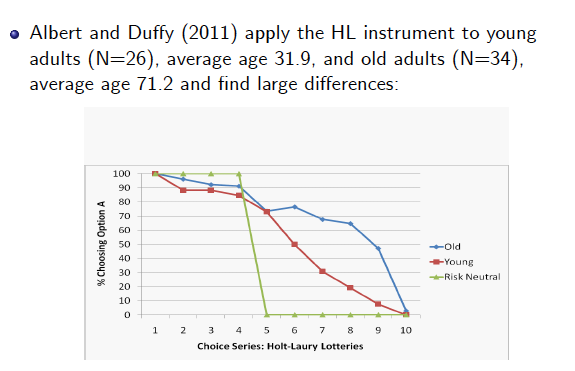 Albert and Duffy (2011) apply the HL instrument to young
adults (N=26), average age 31.9, and old adults (N=34),
average age 71.2 and find large differences:
100
90
80
70
60
50
40
30
20
10
0
% Choosing Option A
1 2 3 4 5 6 7 8 9 10
Choice Series: Holt-Laury Lotteries
Old
Young
Risk Neutral